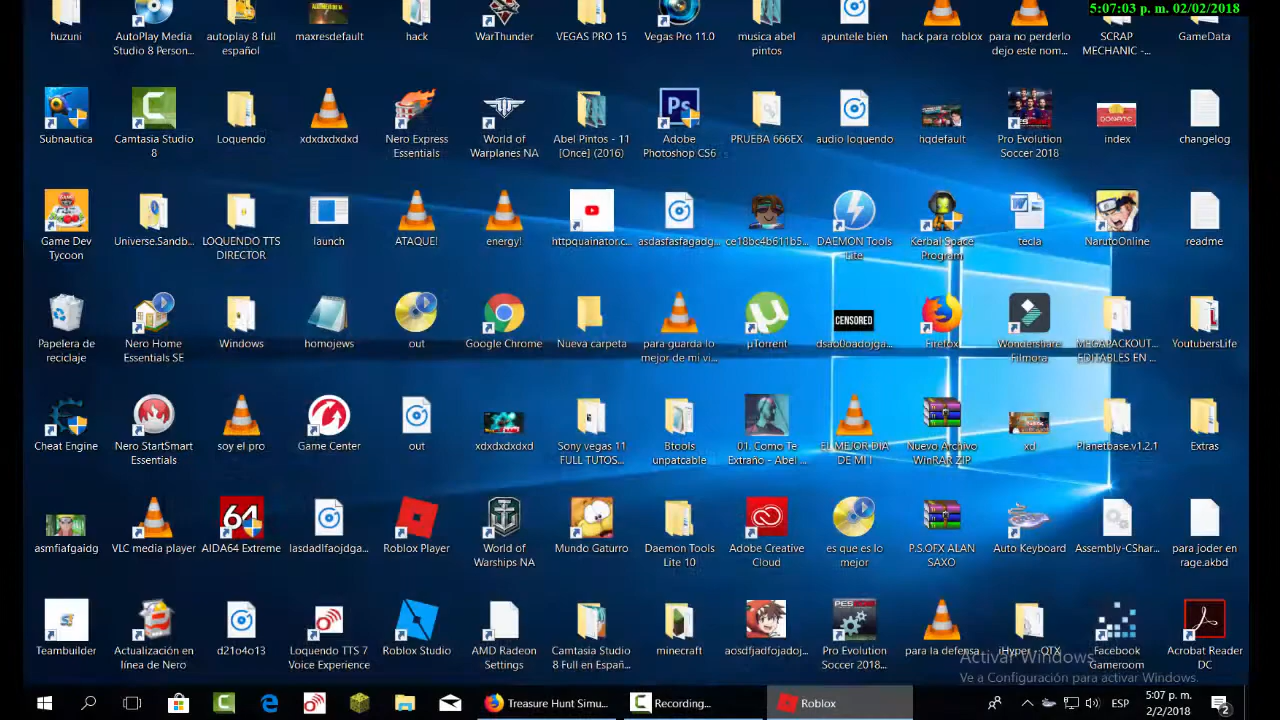 5:07:03 p. m. 02/02/2018
huzuni
AutoPlay Media
Studio 8 Person...
autoplay 8 full
español
maxresdefault
hack
WarThunder
VEGAS PRO 15
Vegas Pro 11.0
musica abel
pintos
apuntele bien
hack para roblox
para no perderlo
dejo este nom...
SCRAP
MECHANIC -...
GameData
Subnautica
Camtasia Studio
8
Loquendo
xdxdxdxdxd
Nero Express
Essentials
World of
Warplanes NA
Abel Pintos - 11
[Once] (2016)
Ps
Adobe
Photoshop CS6
PRUEBA 666EX
audio loquendo
hqdefault
Pro Evolution
Soccer 2018
DONATE
index
changelog
Game Dev
Tycoon
Universe.Sandb...
LOQUENDO TTS
DIRECTOR
launch
ATAQUE!
energy!
httpquainator.c...
asdasfasfagadg...
ce18bc4b611b5...
DAEMON Tools
Lite
Kerbal Space
Program
tecla
NarutoOnline
readme
Papelera de
reciclaje
Nero Home
Essentials SE
Windows
homojews
out
Google Chrome
Nueva carpeta
para guarda lo
mejor de mi vi...
µTorrent
CENSORED
dsao0oadojga...
Firefox
Wondershare
Filmora
MEGAPACKOUT...
EDITABLES EN ...
YoutubersLife
Cheat Engine
Nero StartSmart
Essentials
soy el pro
Game Center
out
xdxdxdxdxd
Sony vegas 11
FULL TUTOS...
Btools
unpatcable
01. Como Te
Extraño - Abel ...
EL MEJOR DIA
DE MI I
Nuevo Archivo
WinRAR ZIP
xd
Planetbase.v1.2.1
Extras
asmfiafgaidg
VLC media player
64
AIDA64 Extreme
lasdadlfaojdga...
Roblox Player
World of
Warships NA
Mundo Gaturro
Daemon Tools
Lite 10
Adobe Creative
Cloud
es que es lo
mejor
P.S.OFX ALAN
SAXO
Auto Keyboard
Assembly-CShar...
para joder en
rage.akbd
Teambuilder
Actualización en
línea de Nero
d21o4o13
Loquendo TTS 7
Voice Experience
Roblox Studio
AMD Radeon
Settings
Camtasia Studio
8 Full en Españ...
minecraft
aosdfjadfojadoj...
PES
Pro Evolution
Soccer 2018...
para la defensa
iHyper - QTX
Facebook
Gameroom
Acrobat Reader
DC
Activar Windows
Ve a Configuración para activar Windows.
Treasure Hunt Simu...
Recording...
Roblox
ESP
5:07 p. m.
2/2/2018
2